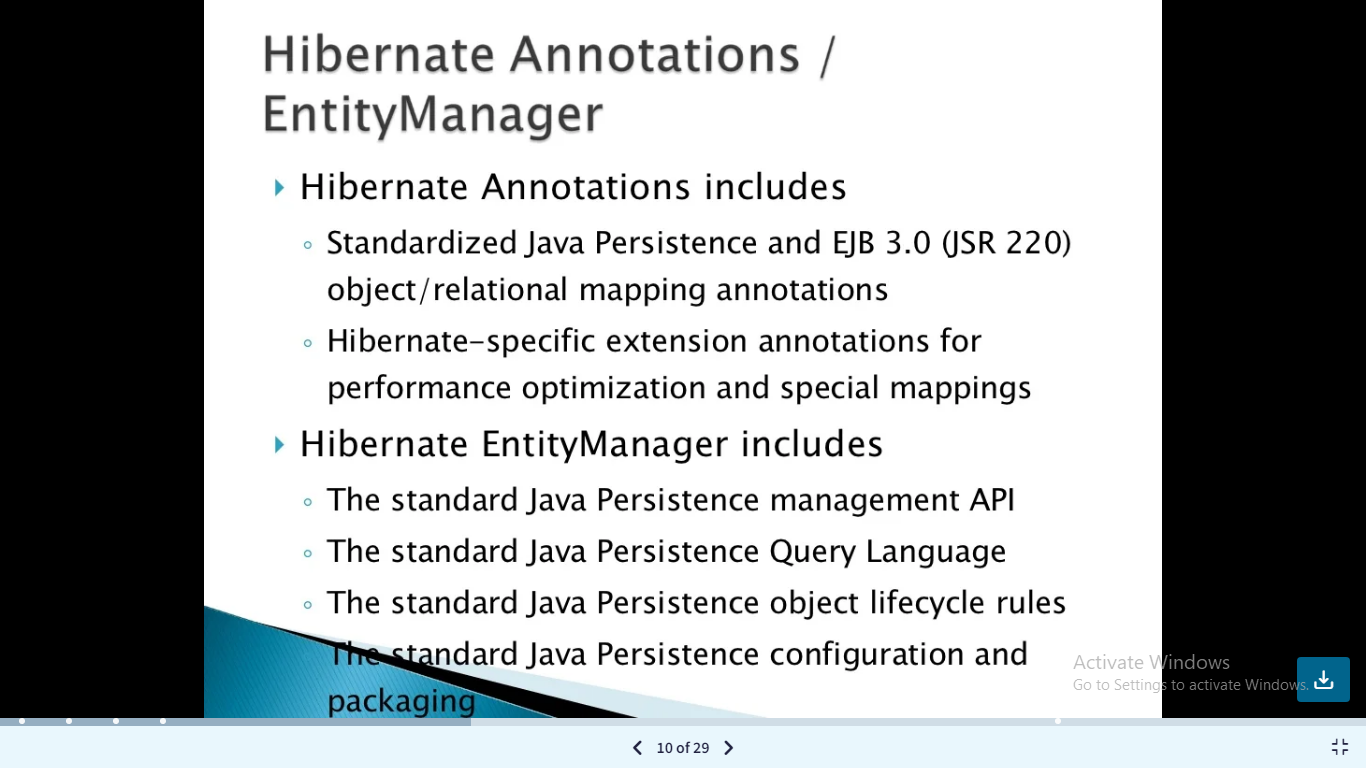 Hibernate Annotations /
EntityManager
Hibernate Annotations includes
Standardized Java Persistence and EJB 3.0 (JSR 220)
object/relational mapping annotations
Hibernate-specific extension annotations for
performance optimization and special mappings
Hibernate EntityManager includes
The standard Java Persistence management API
The standard Java Persistence Query Language
The standard Java Persistence object lifecycle rules
The standard Java Persistence configuration and
packaging
Activate Windows
Go to Settings to activate Windows.
10 of 29